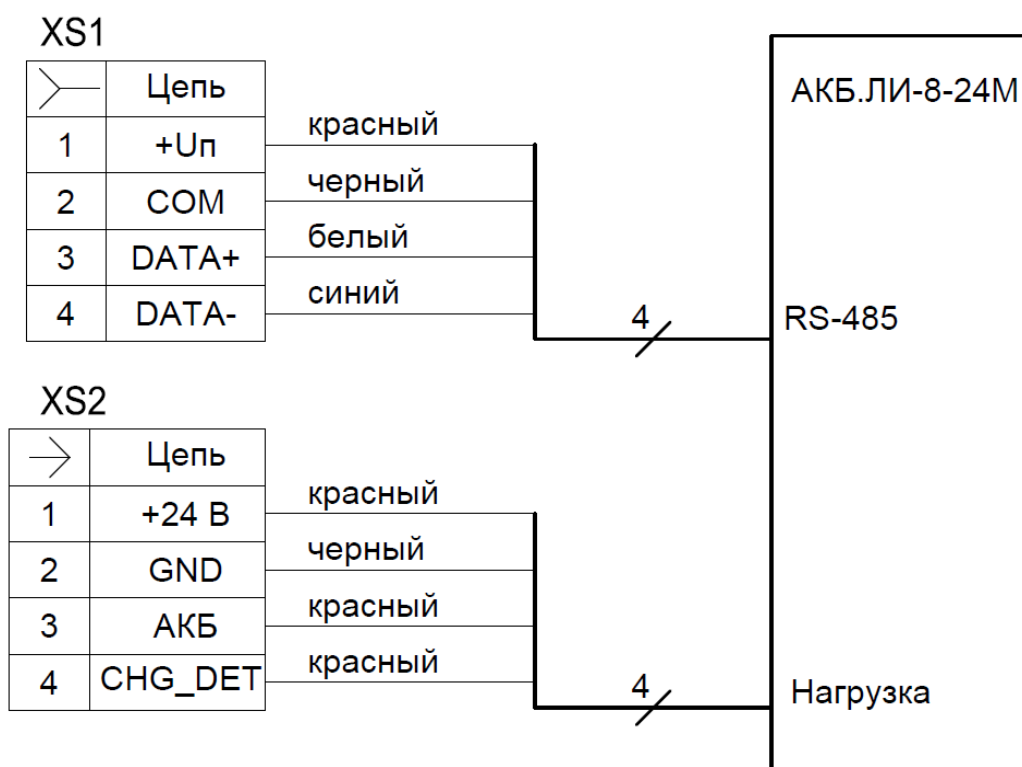 XS1
Цепь
1 +Uп красный
2 COM черный
3 DATA+ белый
4 DATA- синий
4
АКБ.ЛИ-8-24М
RS-485
XS2
Цепь
1 +24 В красный
2 GND черный
3 АКБ красный
4 CHG_DET красный
4
Нагрузка